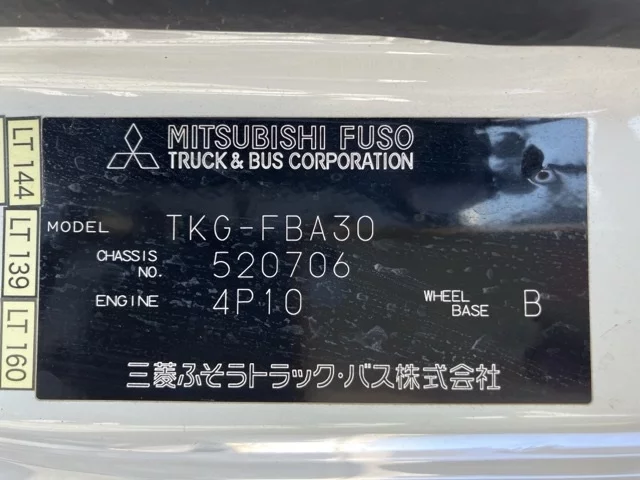 MITSUBISHI FUSO
TRUCK & BUS CORPORATION
MODEL TKG-FBA30
CHASSIS NO. 520706
ENGINE 4P10 WHEEL BASE B
三菱ふそうトラック・バス株式会社
LT 144
LT 139
LT 160